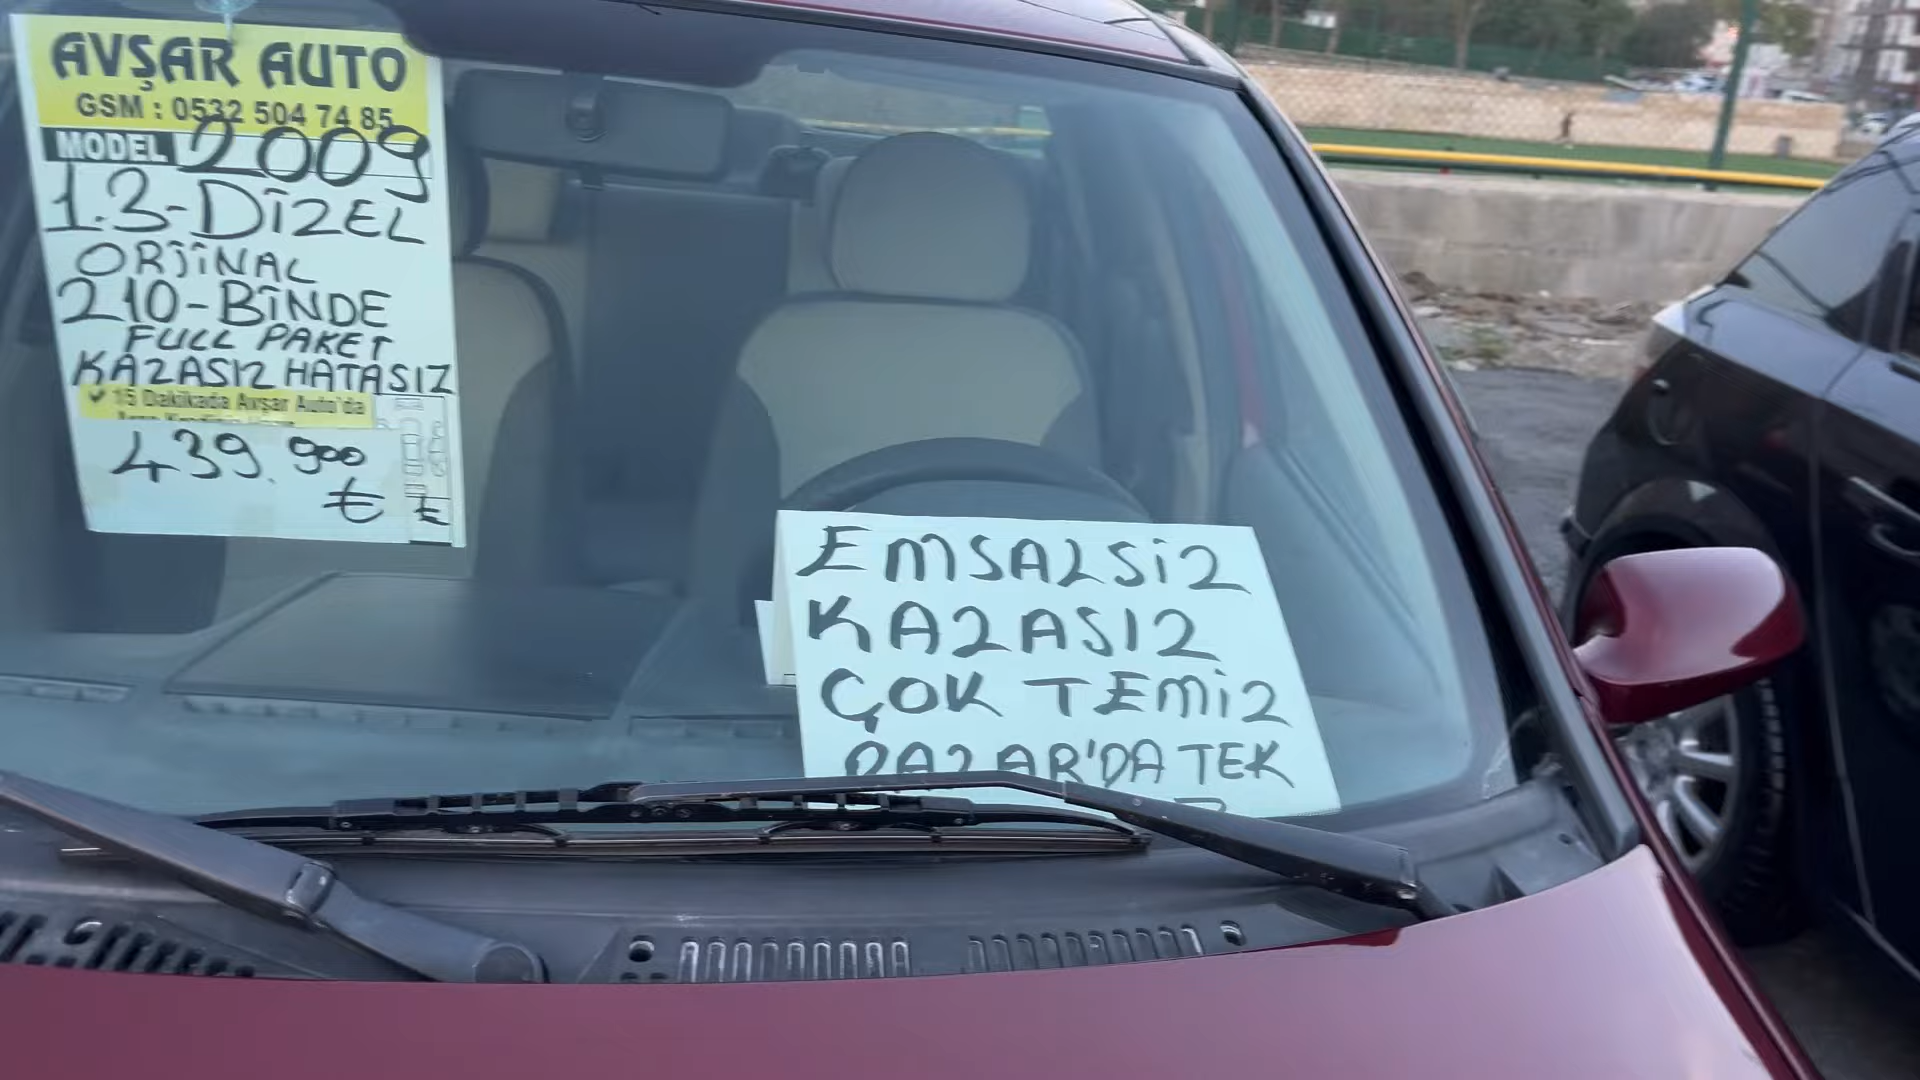 AVŞAR AUTO
GSM : 0532 504 74 85
MODEL 2009
1.3-DİZEL
ORJİNAL
210-BİNDE
FULL PAKET
KAZASIZ HATASIZ
✓ 15 Dakikada Avşar Auto'da
439.900
₺ ₺
EMSALSİZ
KAZASIZ
ÇOK TEMİZ
PAZAR'DA TEK